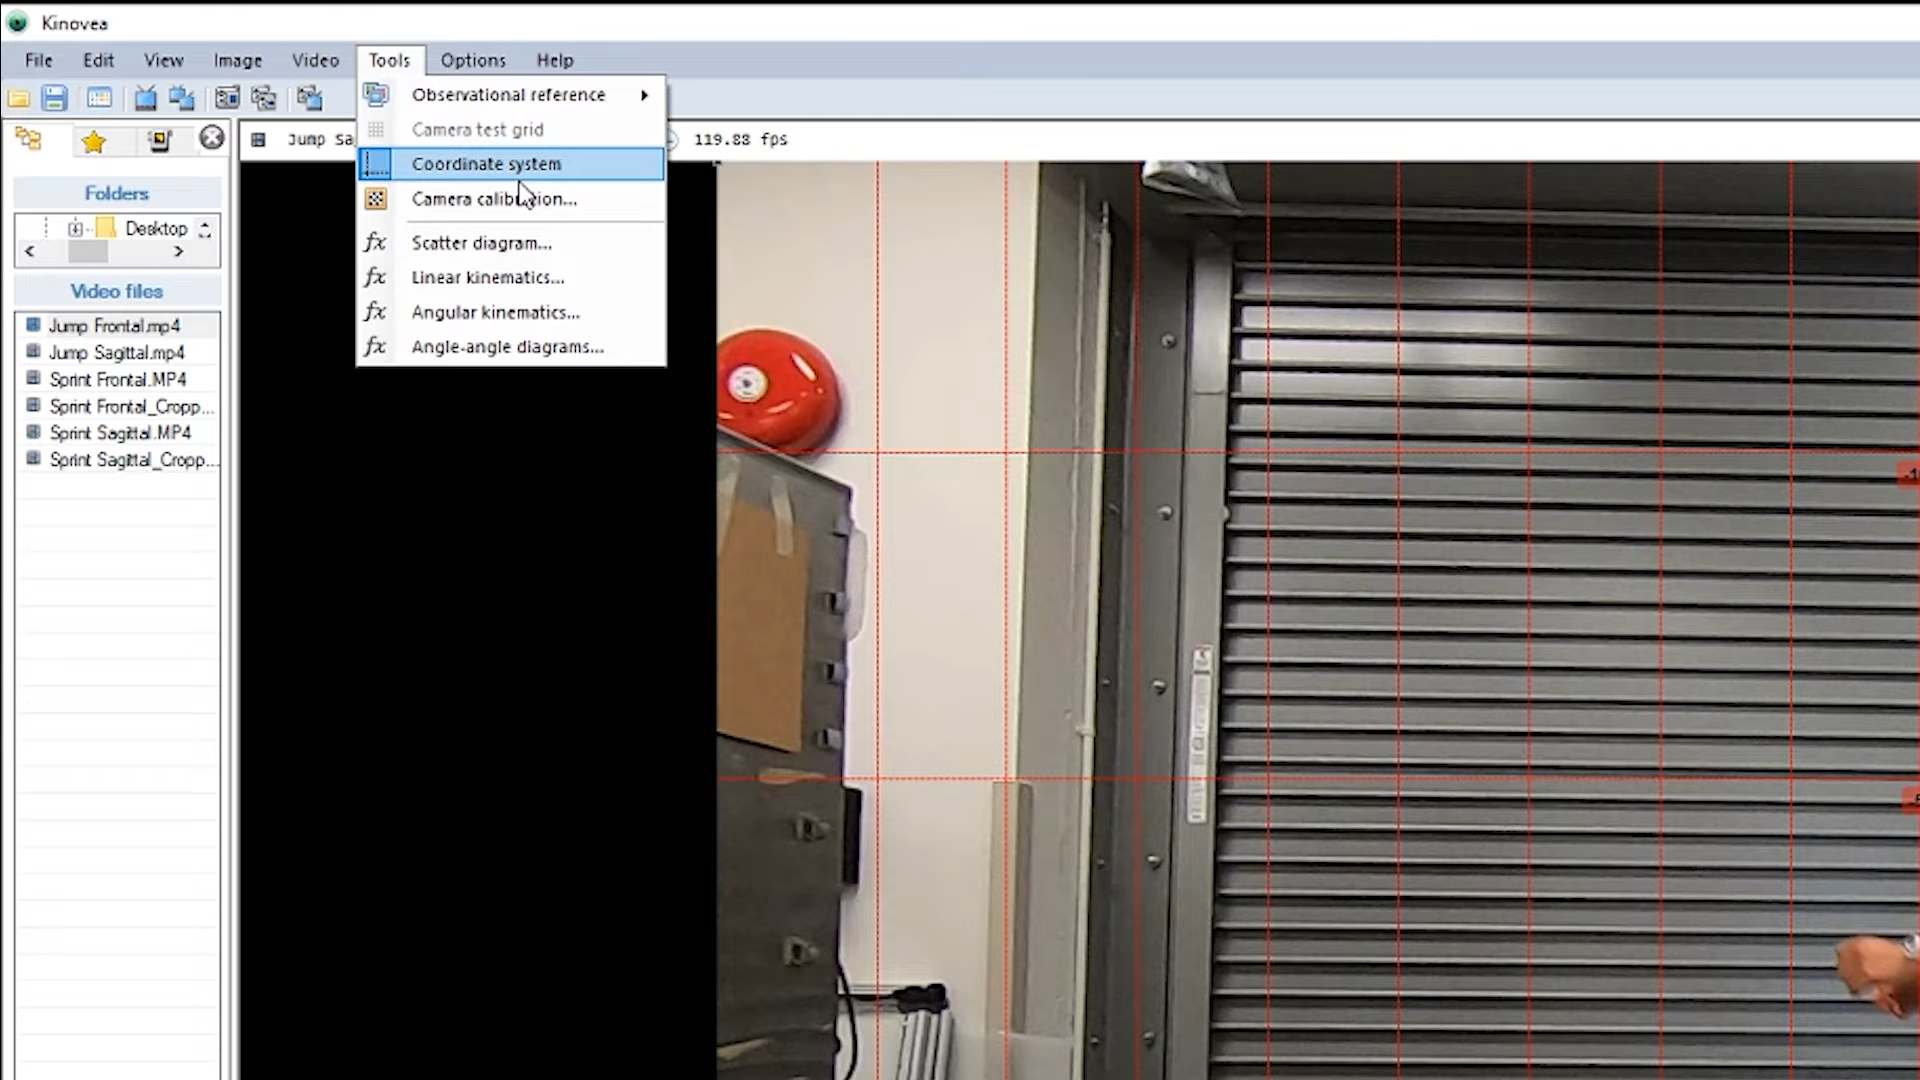 Kinovea
File Edit View Image Video Tools Options Help
Observational reference
Camera test grid
Coordinate system
Camera calibration...
Scatter diagram...
Linear kinematics...
Angular kinematics...
Angle-angle diagrams...
119.88 fps
Folders
Desktop
Video files
Jump Frontal.mp4
Jump Sagittal.mp4
Sprint Frontal.MP4
Sprint Frontal_Cropp...
Sprint Sagittal.MP4
Sprint Sagittal_Cropp...
Jump Sa